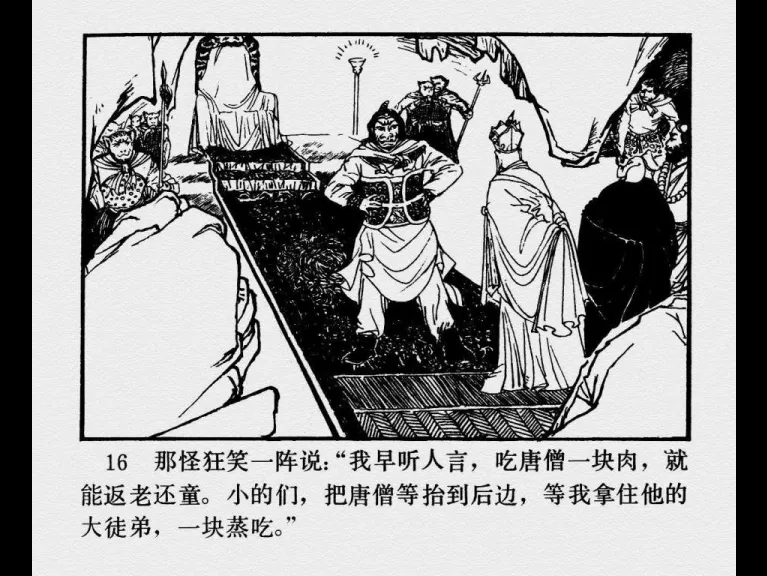 16 那怪狂笑一阵说:“我早听人言，吃唐僧一块肉，就
能返老还童。小的们，把唐僧等抬到后边，等我拿住他的
大徒弟，一块蒸吃。”